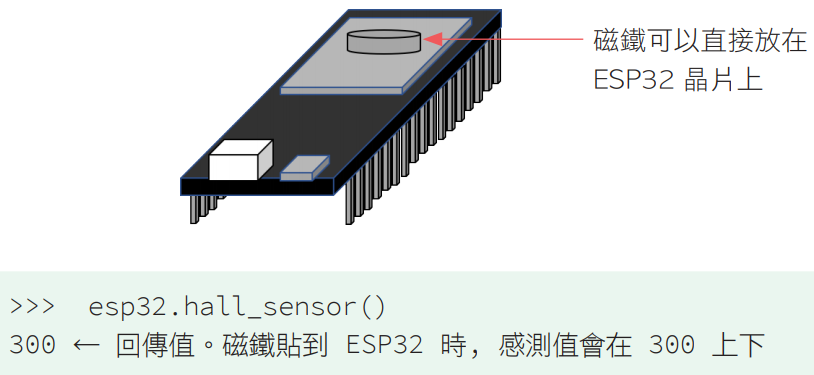 磁鐵可以直接放在
ESP32 晶片上
>>> esp32.hall_sensor()
300 ← 回傳值。磁鐵貼到 ESP32 時, 感測值會在 300 上下